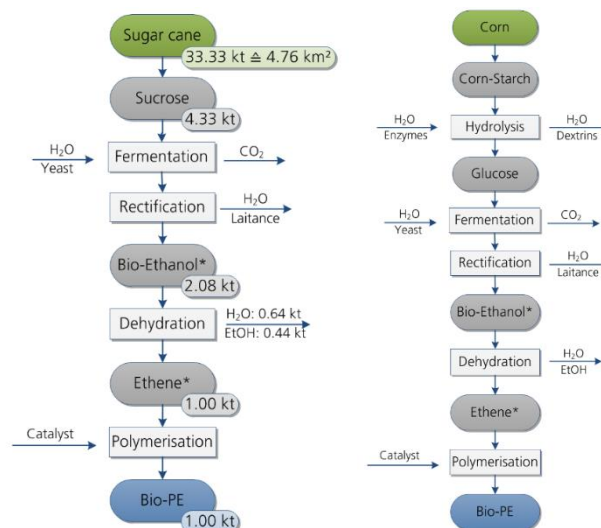 Sugar cane
33.33 kt ≙ 4.76 km²
Sucrose
4.33 kt
H₂O
Yeast
Fermentation
CO₂
Rectification
H₂O
Laitance
Bio-Ethanol*
2.08 kt
Dehydration
H₂O: 0.64 kt
EtOH: 0.44 kt
Ethene*
1.00 kt
Catalyst
Polymerisation
Bio-PE
1.00 kt
Corn
Corn-Starch
H₂O
Enzymes
Hydrolysis
H₂O
Dextrins
Glucose
H₂O
Yeast
Fermentation
CO₂
Rectification
H₂O
Laitance
Bio-Ethanol*
Dehydration
H₂O
EtOH
Ethene*
Catalyst
Polymerisation
Bio-PE